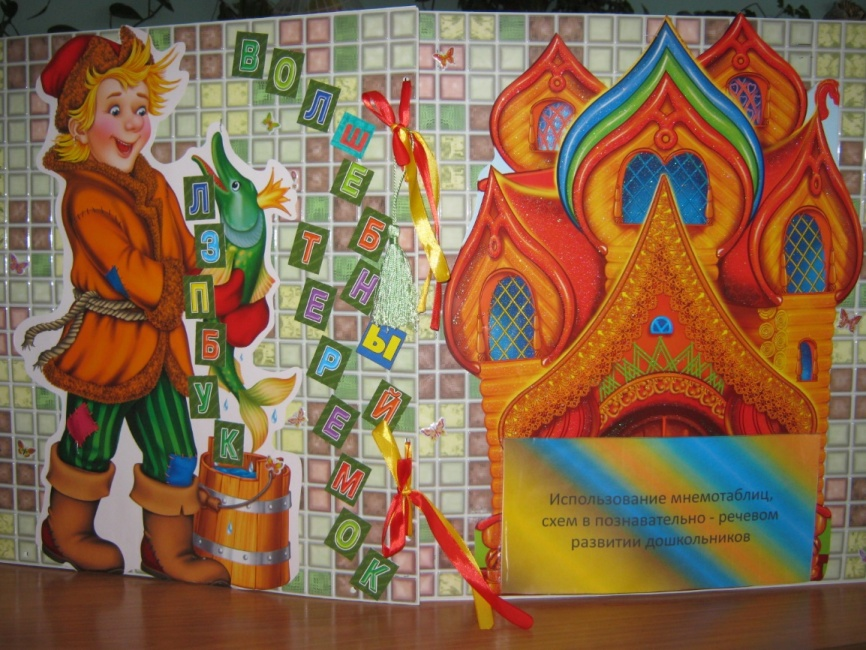 ЛЭПБУК
ВОЛШЕБНЫЙ
ТЕРЕМОК
Использование мнемотаблиц,
схем в познавательно - речевом
развитии дошкольников